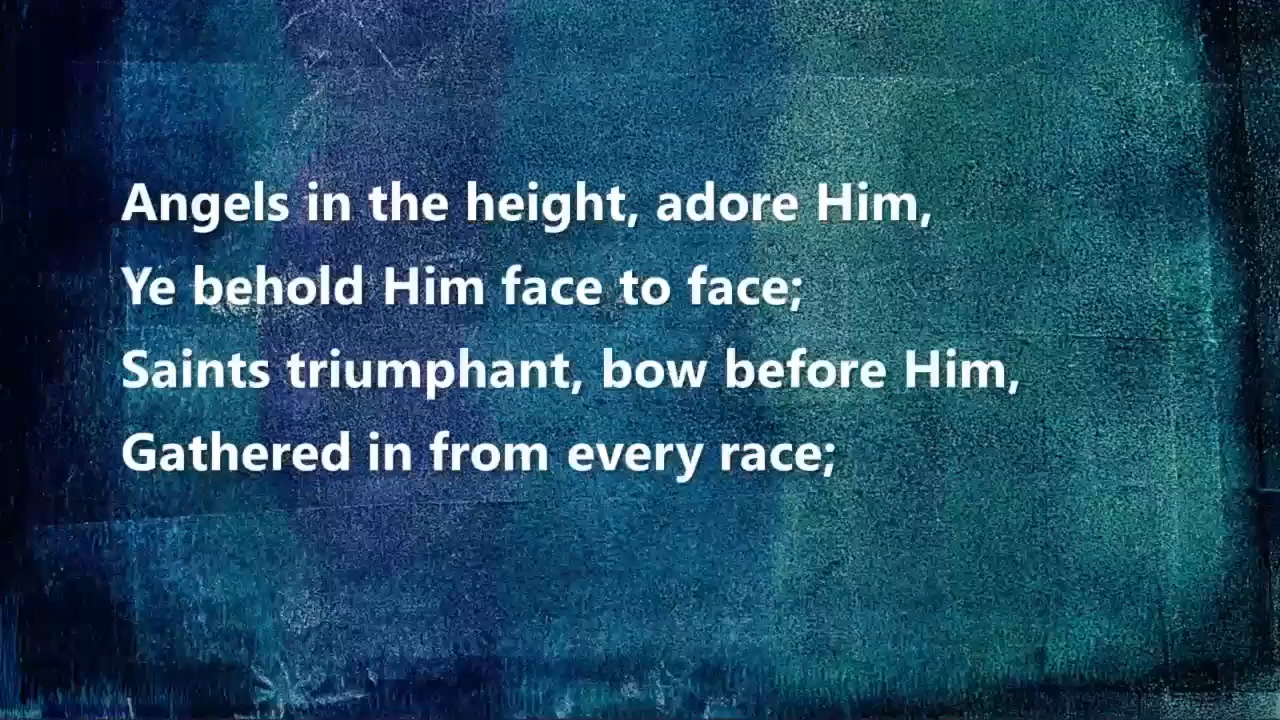 Angels in the height, adore Him,
Ye behold Him face to face;
Saints triumphant, bow before Him,
Gathered in from every race;